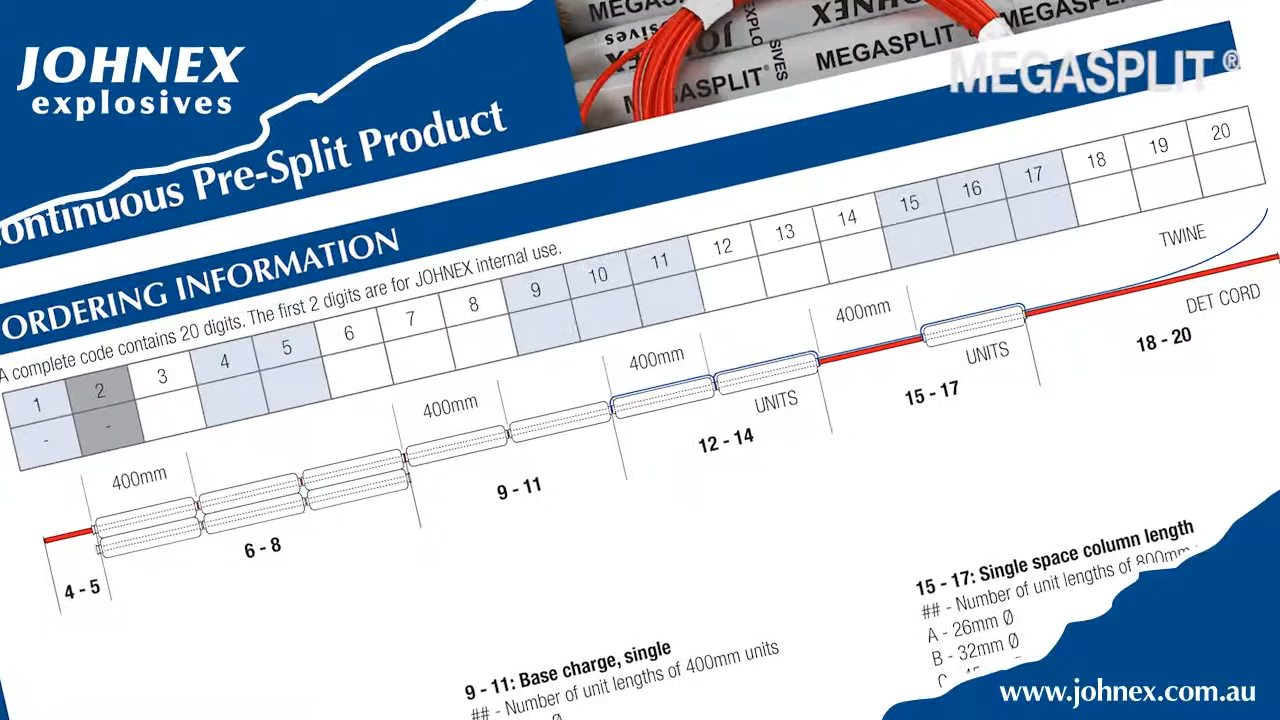 JOHNEX
explosives
MEGASPLIT®
MEGASPLIT®
MEGASPLIT®
ontinuous Pre-Split Product
ORDERING INFORMATION
A complete code contains 20 digits. The first 2 digits are for JOHNEX internal use.
1 2 3 4 5 6 7 8 9 10 11 12 13 14 15 16 17 18 19 20
- -
TWINE
DET CORD
18 - 20
400mm
UNITS
15 - 17
400mm
UNITS
12 - 14
400mm
9 - 11
400mm
6 - 8
4 - 5
15 - 17: Single space column length
## - Number of unit lengths of 800mm
A - 26mm Ø
B - 32mm Ø
9 - 11: Base charge, single
## - Number of unit lengths of 400mm units
www.johnex.com.au